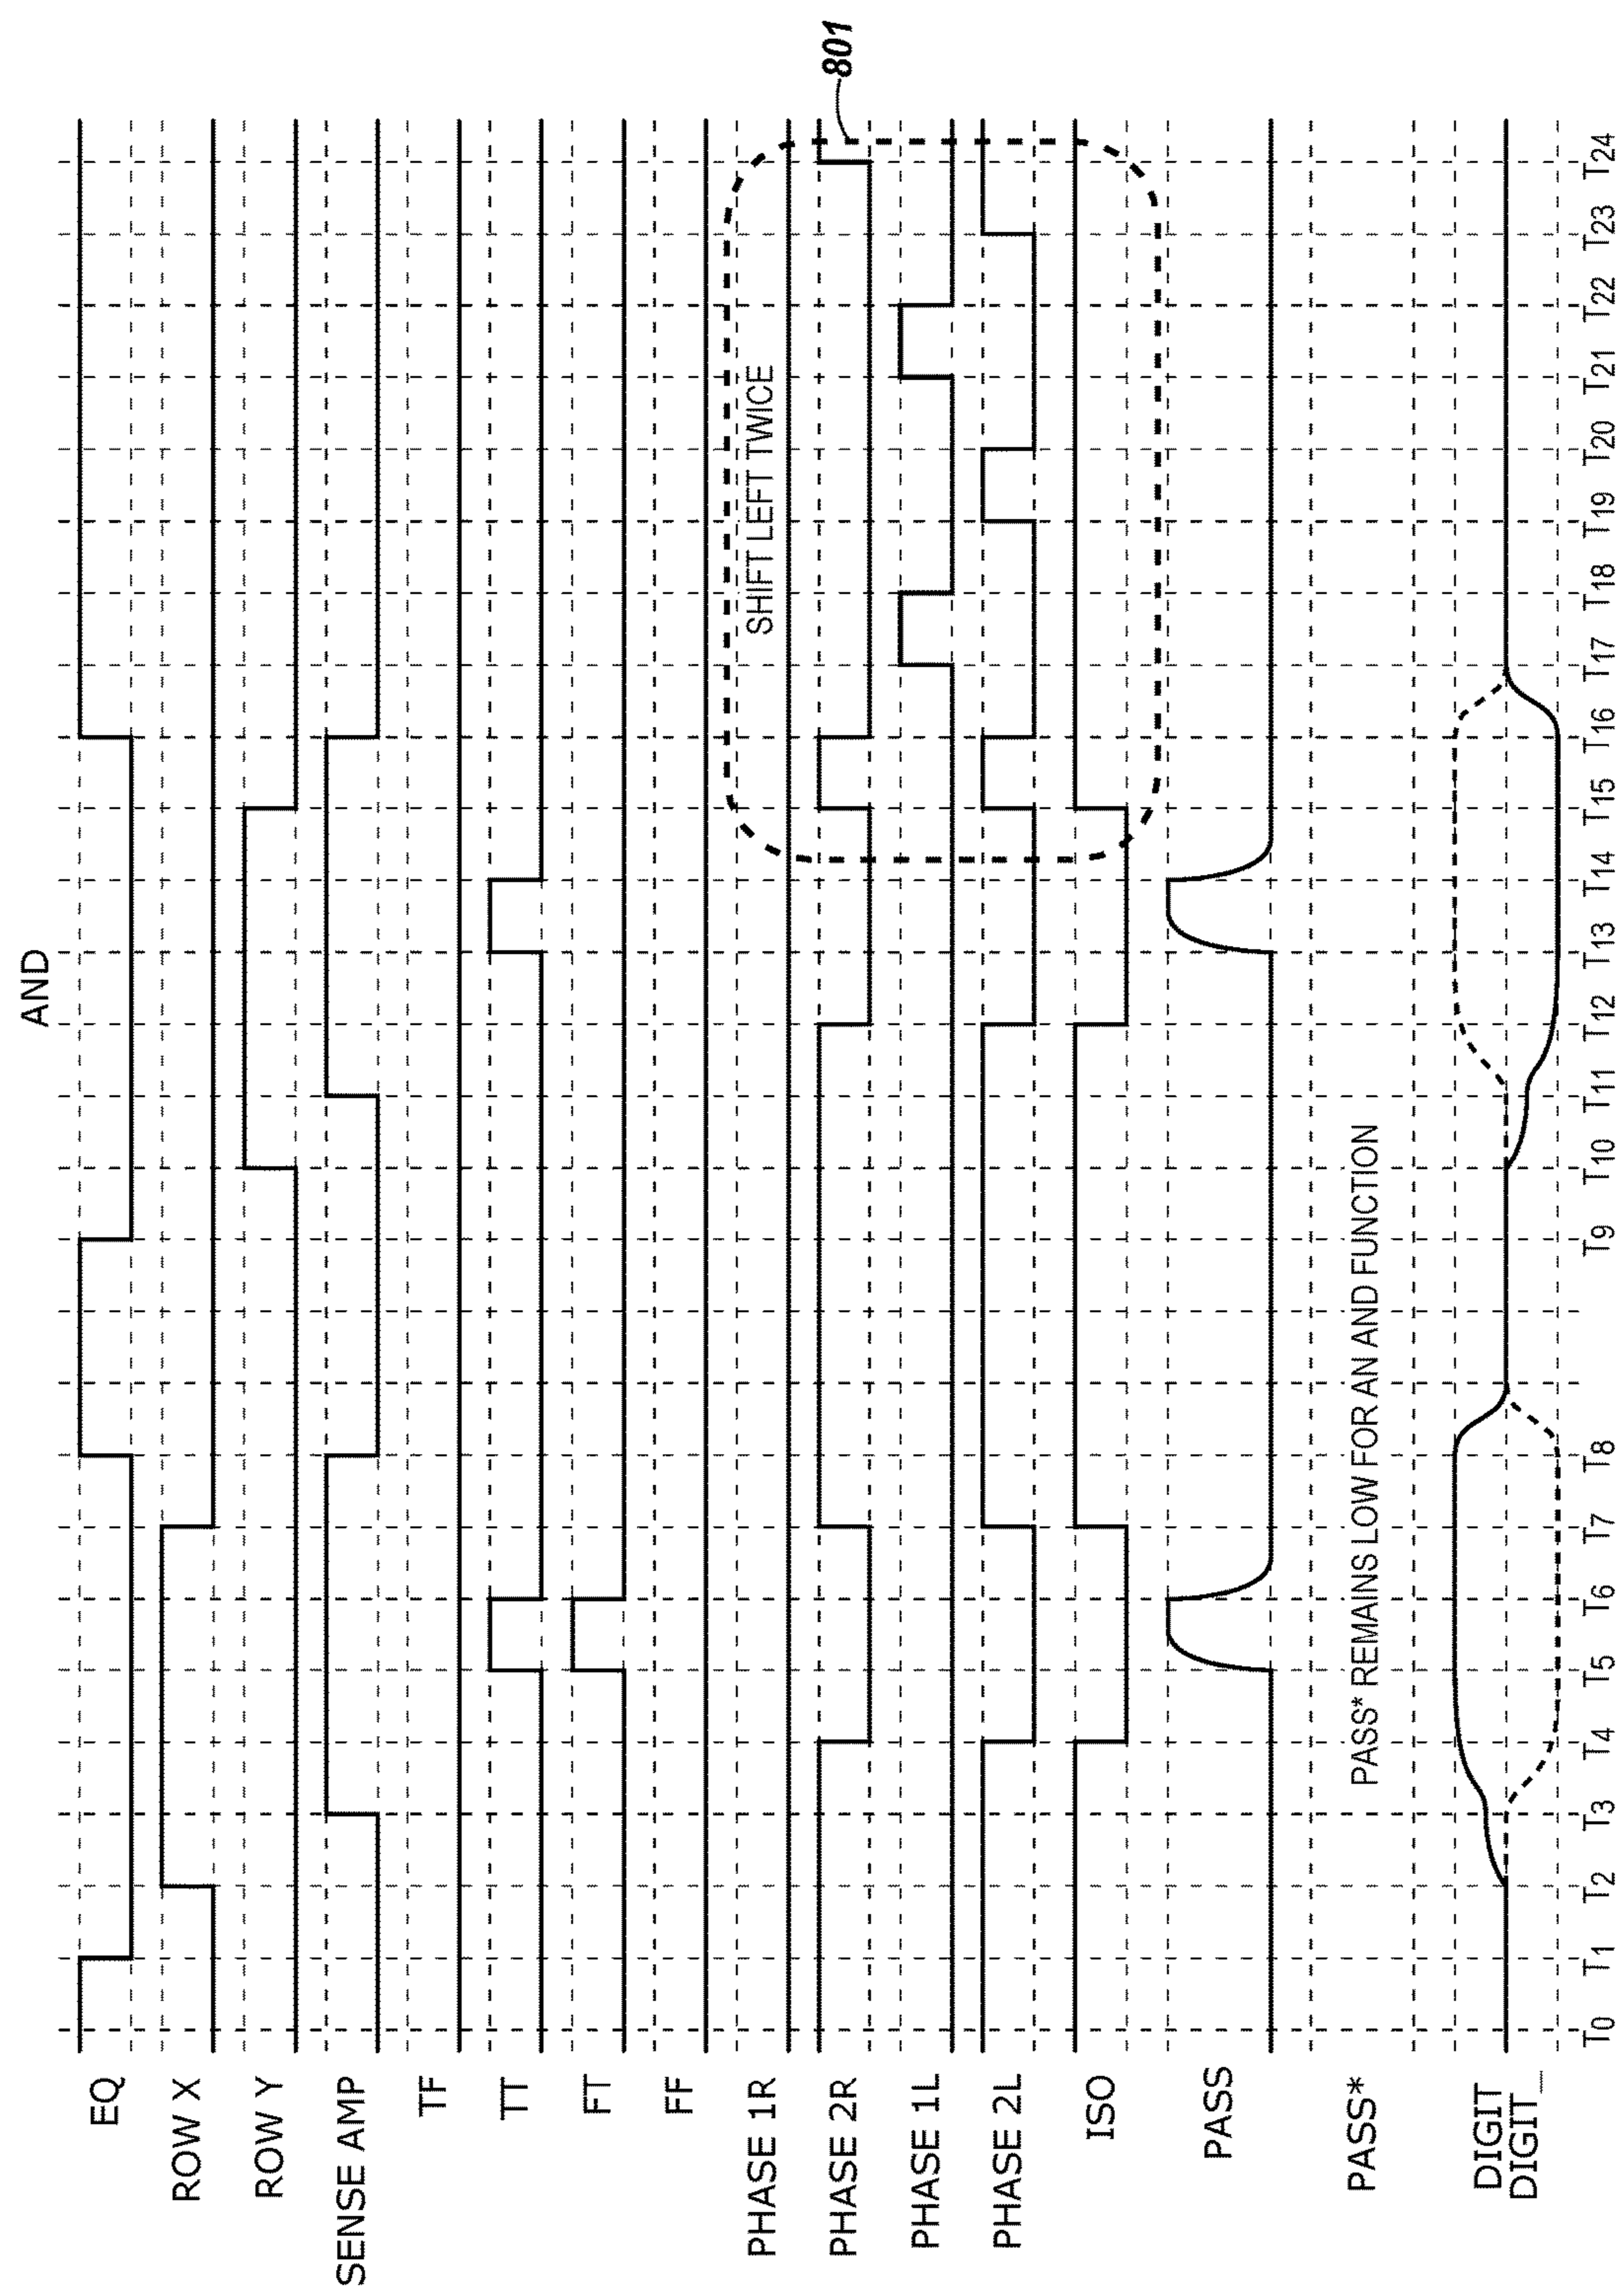 AND
EQ
ROW X
ROW Y
SENSE AMP
TF
TT
FT
FF
PHASE 1R
PHASE 2R
PHASE 1L
PHASE 2L
ISO
PASS
PASS*
DIGIT
DIGIT_
SHIFT LEFT TWICE
801
PASS* REMAINS LOW FOR AN AND FUNCTION
T0 T1 T2 T3 T4 T5 T6 T7 T8 T9 T10 T11 T12 T13 T14 T15 T16 T17 T18 T19 T20 T21 T22 T23 T24